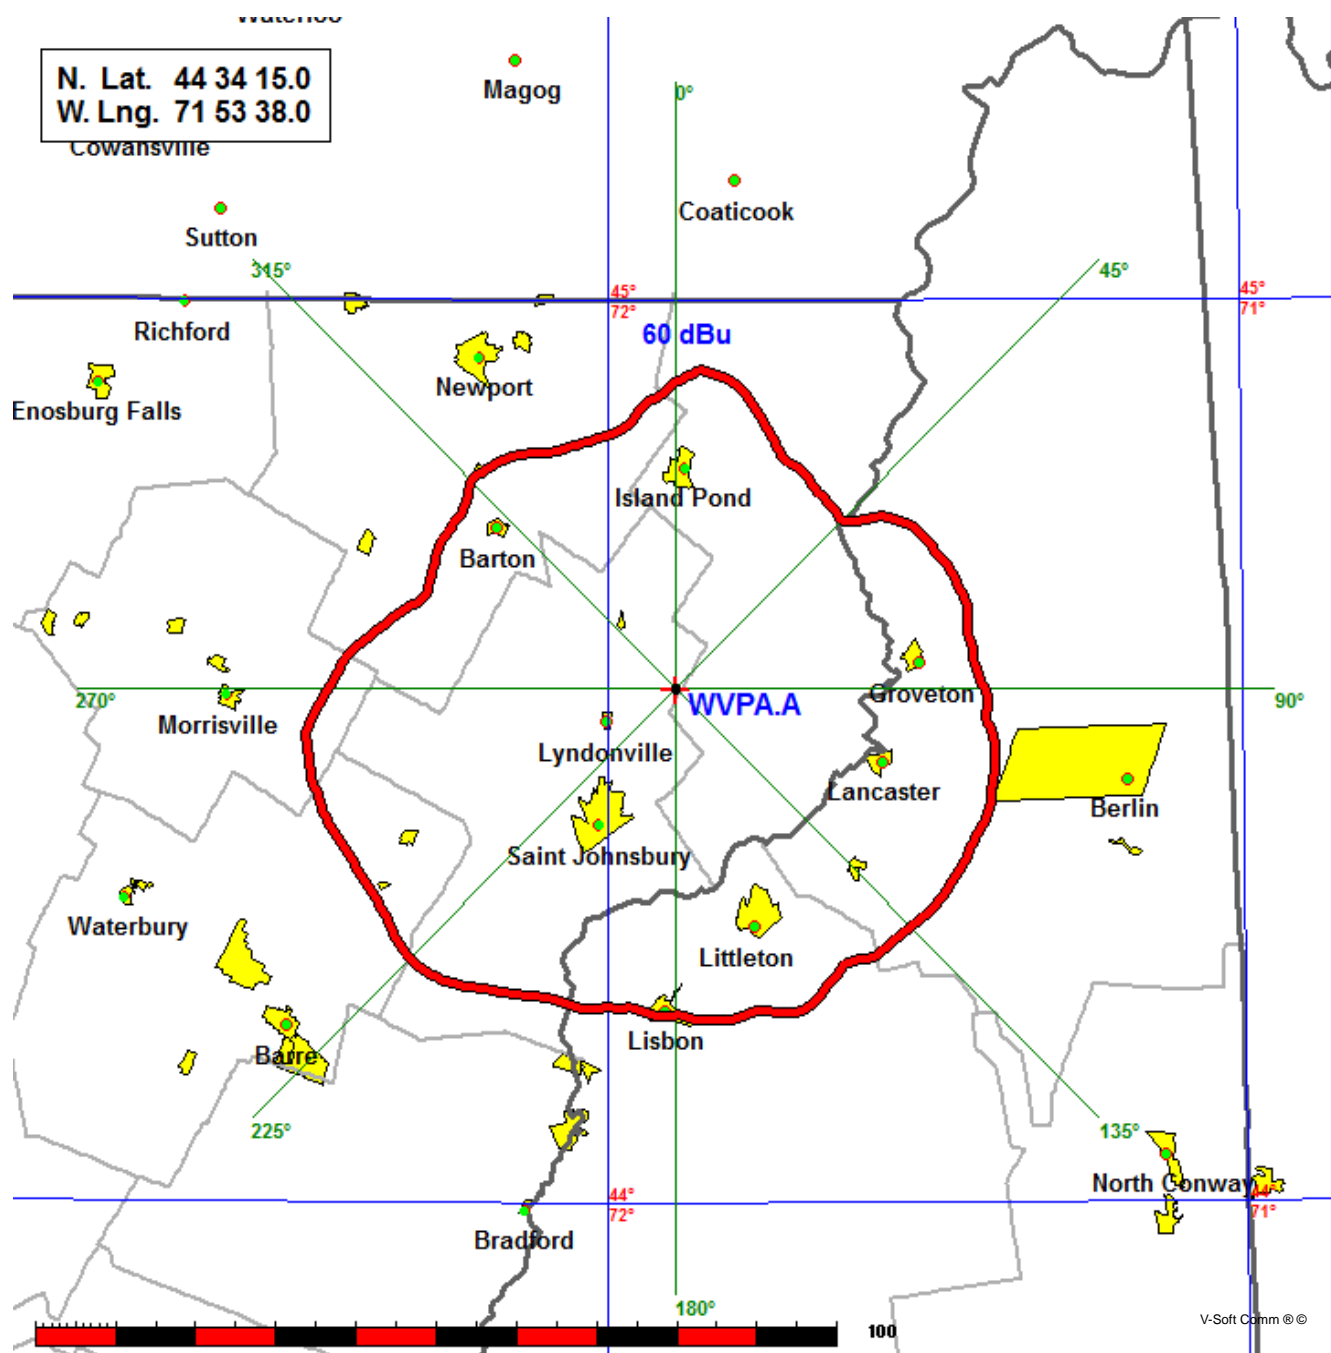 Waterloo
N. Lat. 44 34 15.0
W. Lng. 71 53 38.0
Magog
0°
Cowansville
Coaticook
Sutton
315°
45°
45°
72°
45°
71°
Richford
60 dBu
Newport
Enosburg Falls
Island Pond
Barton
270°
WVPA.A
Groveton
90°
Morrisville
Lyndonville
Lancaster
Berlin
Saint Johnsbury
Waterbury
Littleton
Lisbon
Barre
225°
135°
North Conway
44°
72°
44°
71°
Bradford
180°
100
V-Soft Comm ® ©